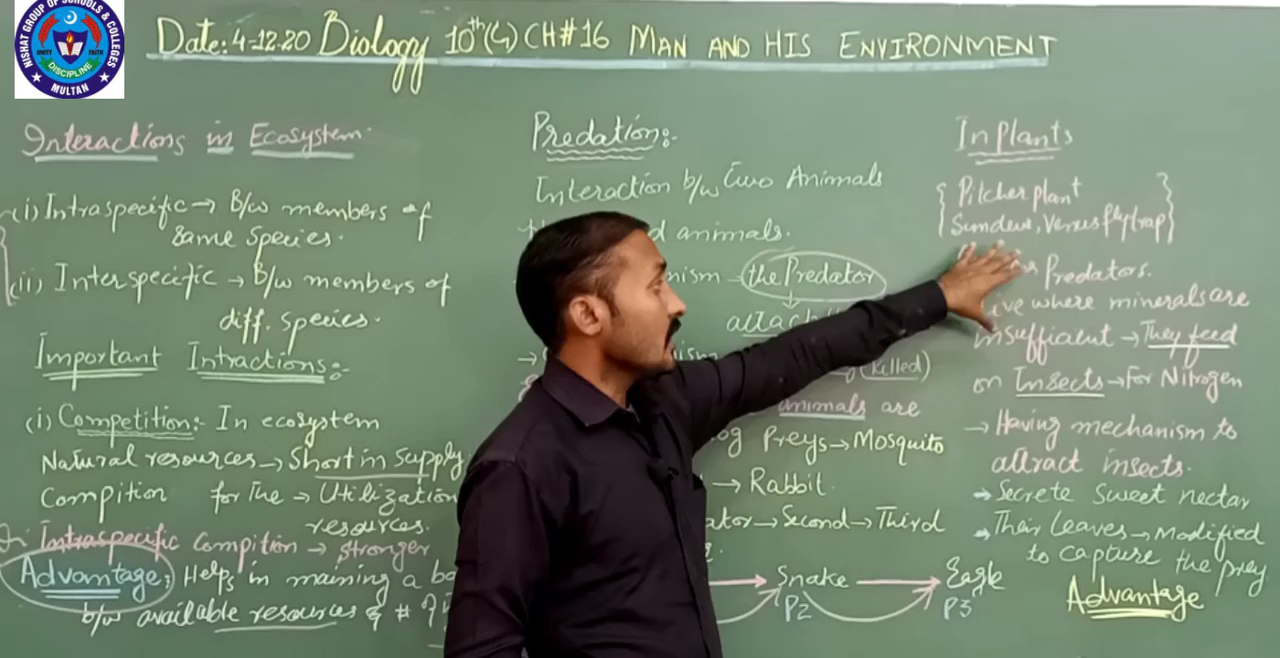 NISHAT GROUP OF SCHOOLS & COLLEGES
UNITY FAITH
DISCIPLINE
MULTAN
Date: 4-12-20 Biology 10th(G) CH#16 MAN AND HIS ENVIRONMENT
Interactions in Ecosystem:
(i) Intraspecific → B/w members of
same species.
(ii) Inter specific → B/w members of
diff. species.
Important Intractions:-
(i) Competition:- In ecosystem
Natural resources → Short in supply
Compition for the → Utilization
resources.
Intraspecific Compition → stronger
Advantage: Helps in maining a ba
b/w available resources & #
Predation:-
Interaction b/w two Animals
d animals.
nism → the Predator
attac
ism
(killed)
animals are
og Preys → Mosquito
→ Rabbit.
ator → Second → Third
→ Snake → Eagle
P2 P3
In Plants
{ Pitcher plant
Sundew, Venus fly trap }
Predators.
ive where minerals are
insufficient → They feed
on Insects → For Nitrogen
→ Having mechanism to
attract insects.
→ Secrete sweet nectar
→ Their leaves → Modified
to capture the prey
Advantage